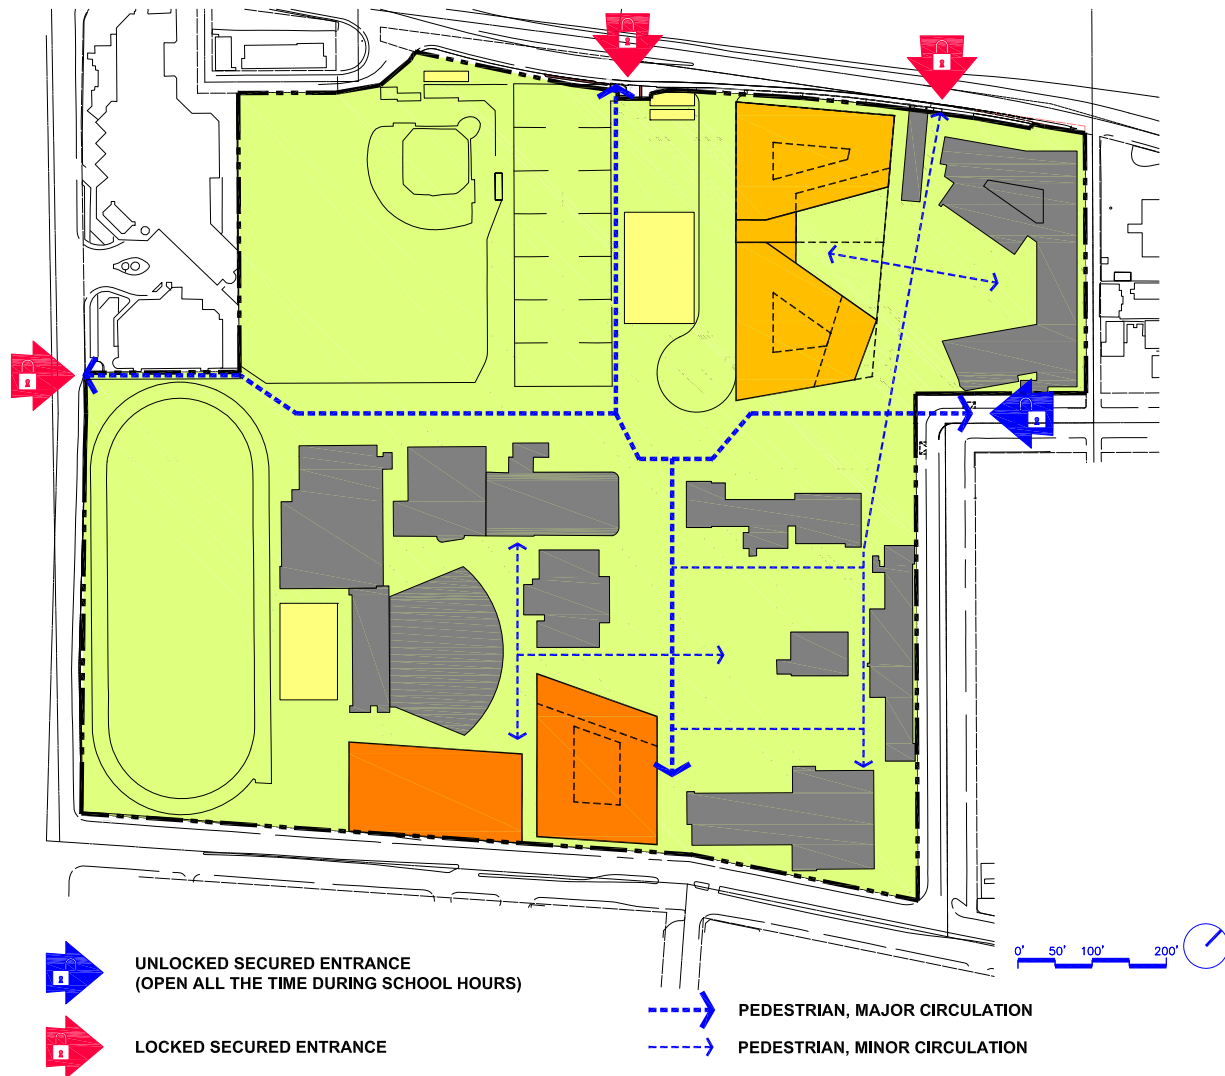 0' 50' 100' 200'
UNLOCKED SECURED ENTRANCE
(OPEN ALL THE TIME DURING SCHOOL HOURS)
PEDESTRIAN, MAJOR CIRCULATION
LOCKED SECURED ENTRANCE
PEDESTRIAN, MINOR CIRCULATION